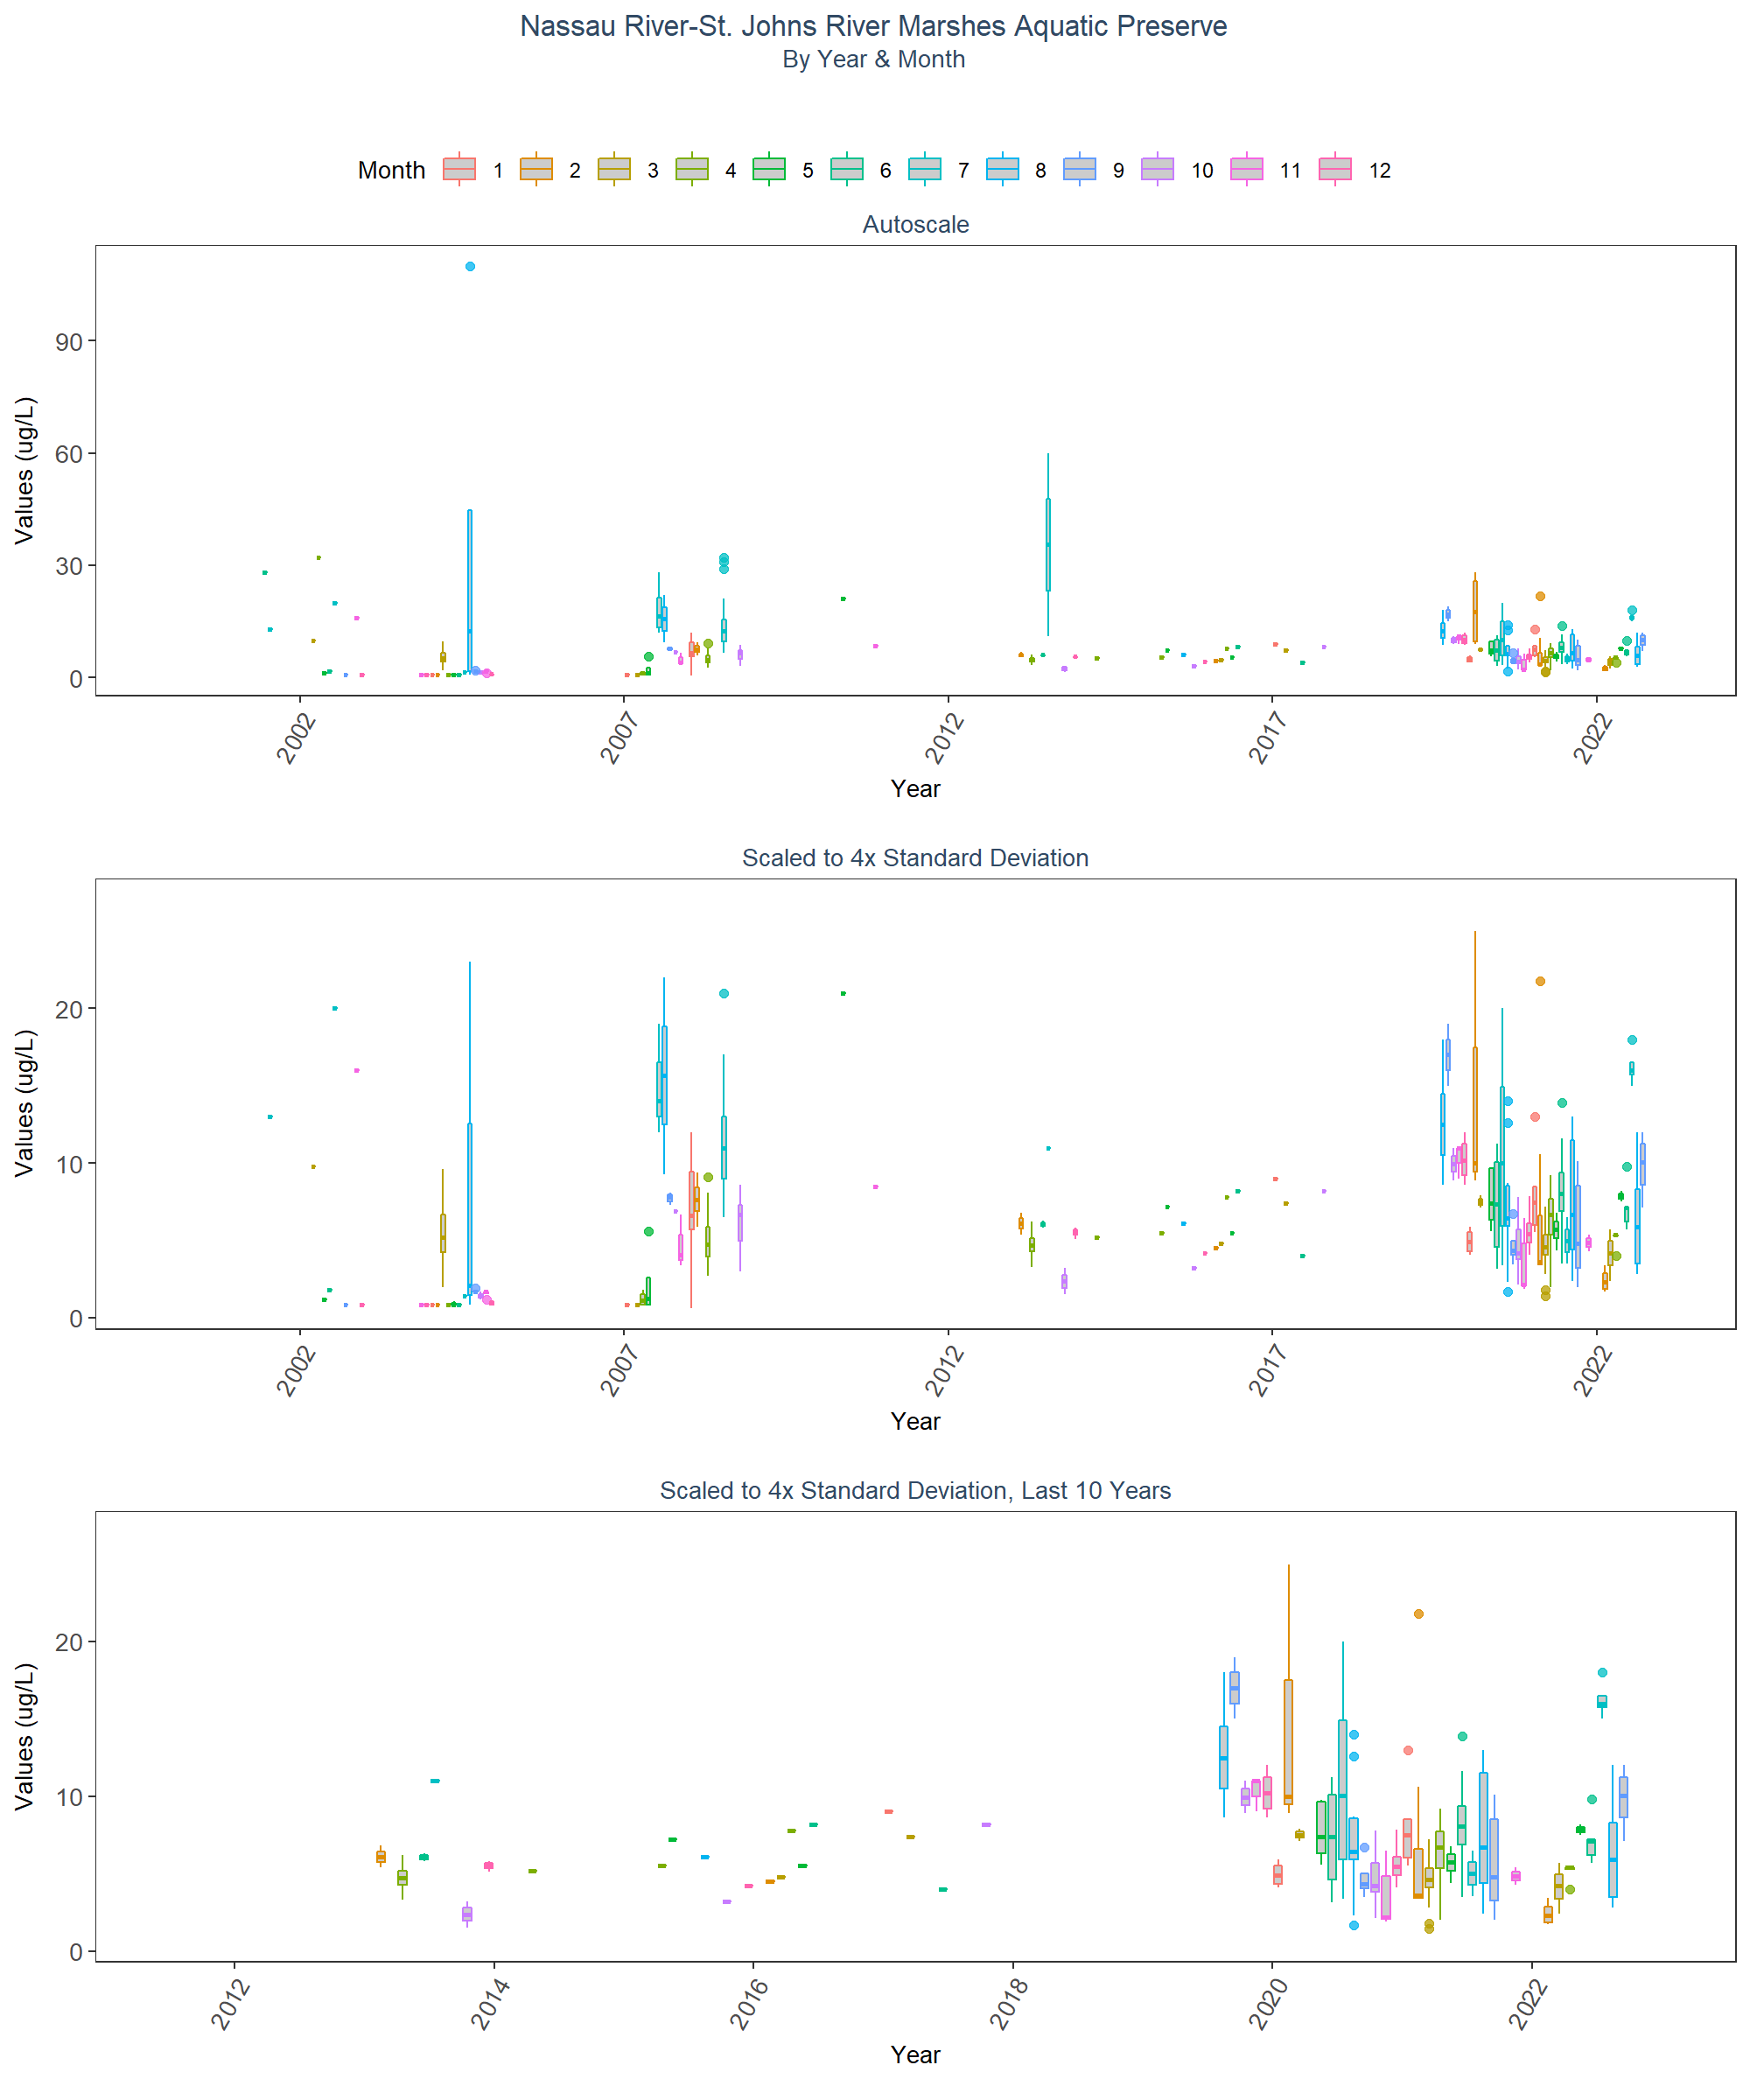 Nassau River-St. Johns River Marshes Aquatic Preserve
By Year & Month
Month 1 2 3 4 5 6 7 8 9 10 11 12
Autoscale
Values (ug/L)
90
60
30
0
2002 2007 2012 2017 2022
Year
Scaled to 4x Standard Deviation
Values (ug/L)
20
10
0
2002 2007 2012 2017 2022
Year
Scaled to 4x Standard Deviation, Last 10 Years
Values (ug/L)
20
10
0
2012 2014 2016 2018 2020 2022
Year